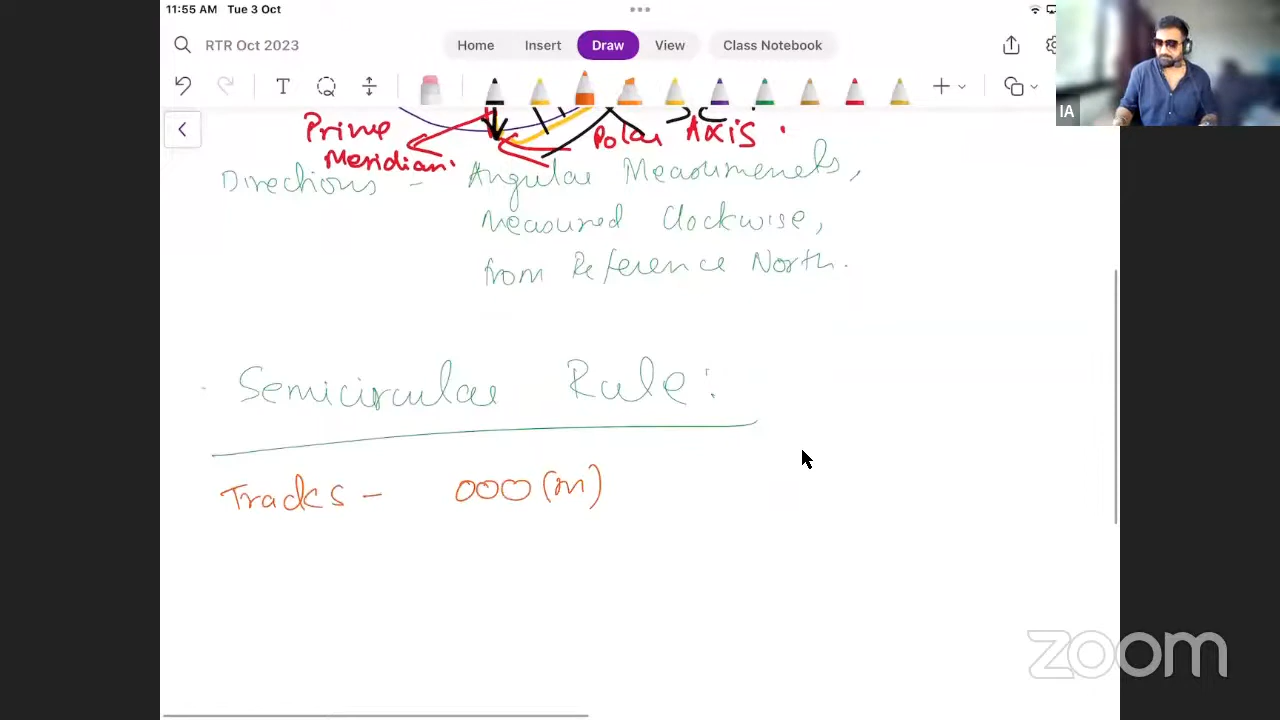 11:55 AM Tue 3 Oct
RTR Oct 2023
Home Insert Draw View Class Notebook
IA
Prime
Meridian.
Polar Axis .
Directions - Angular Measurements,
Measured Clockwise,
from Reference North.
Semicircular Rule:
Tracks - 000 (m)
zoom